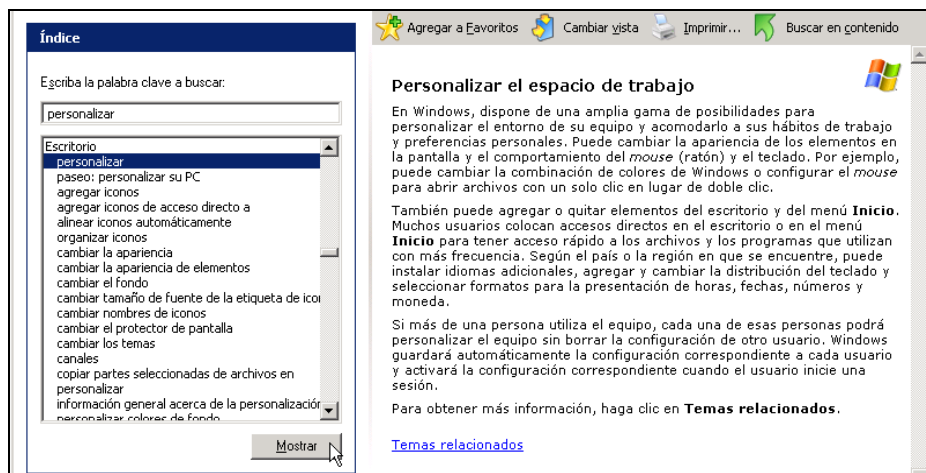 Índice
Escriba la palabra clave a buscar:
personalizar
Escritorio
personalizar
paseo: personalizar su PC
agregar iconos
agregar iconos de acceso directo a
alinear iconos automáticamente
organizar iconos
cambiar la apariencia
cambiar la apariencia de elementos
cambiar el fondo
cambiar tamaño de fuente de la etiqueta de ico
cambiar nombres de iconos
cambiar el protector de pantalla
cambiar los temas
canales
copiar partes seleccionadas de archivos en
personalizar
información general acerca de la personalización
personalizar colores de fondo
Mostrar
Agregar a Favoritos Cambiar vista Imprimir... Buscar en contenido
Personalizar el espacio de trabajo
En Windows, dispone de una amplia gama de posibilidades para
personalizar el entorno de su equipo y acomodarlo a sus hábitos de trabajo
y preferencias personales. Puede cambiar la apariencia de los elementos en
la pantalla y el comportamiento del mouse (ratón) y el teclado. Por ejemplo,
puede cambiar la combinación de colores de Windows o configurar el mouse
para abrir archivos con un solo clic en lugar de doble clic.
También puede agregar o quitar elementos del escritorio y del menú Inicio.
Muchos usuarios colocan accesos directos en el escritorio o en el menú
Inicio para tener acceso rápido a los archivos y los programas que utilizan
con más frecuencia. Según el país o la región en que se encuentre, puede
instalar idiomas adicionales, agregar y cambiar la distribución del teclado y
seleccionar formatos para la presentación de horas, fechas, números y
moneda.
Si más de una persona utiliza el equipo, cada una de esas personas podrá
personalizar el equipo sin borrar la configuración de otro usuario. Windows
guardará automáticamente la configuración correspondiente a cada usuario
y activará la configuración correspondiente cuando el usuario inicie una
sesión.
Para obtener más información, haga clic en Temas relacionados.
Temas relacionados